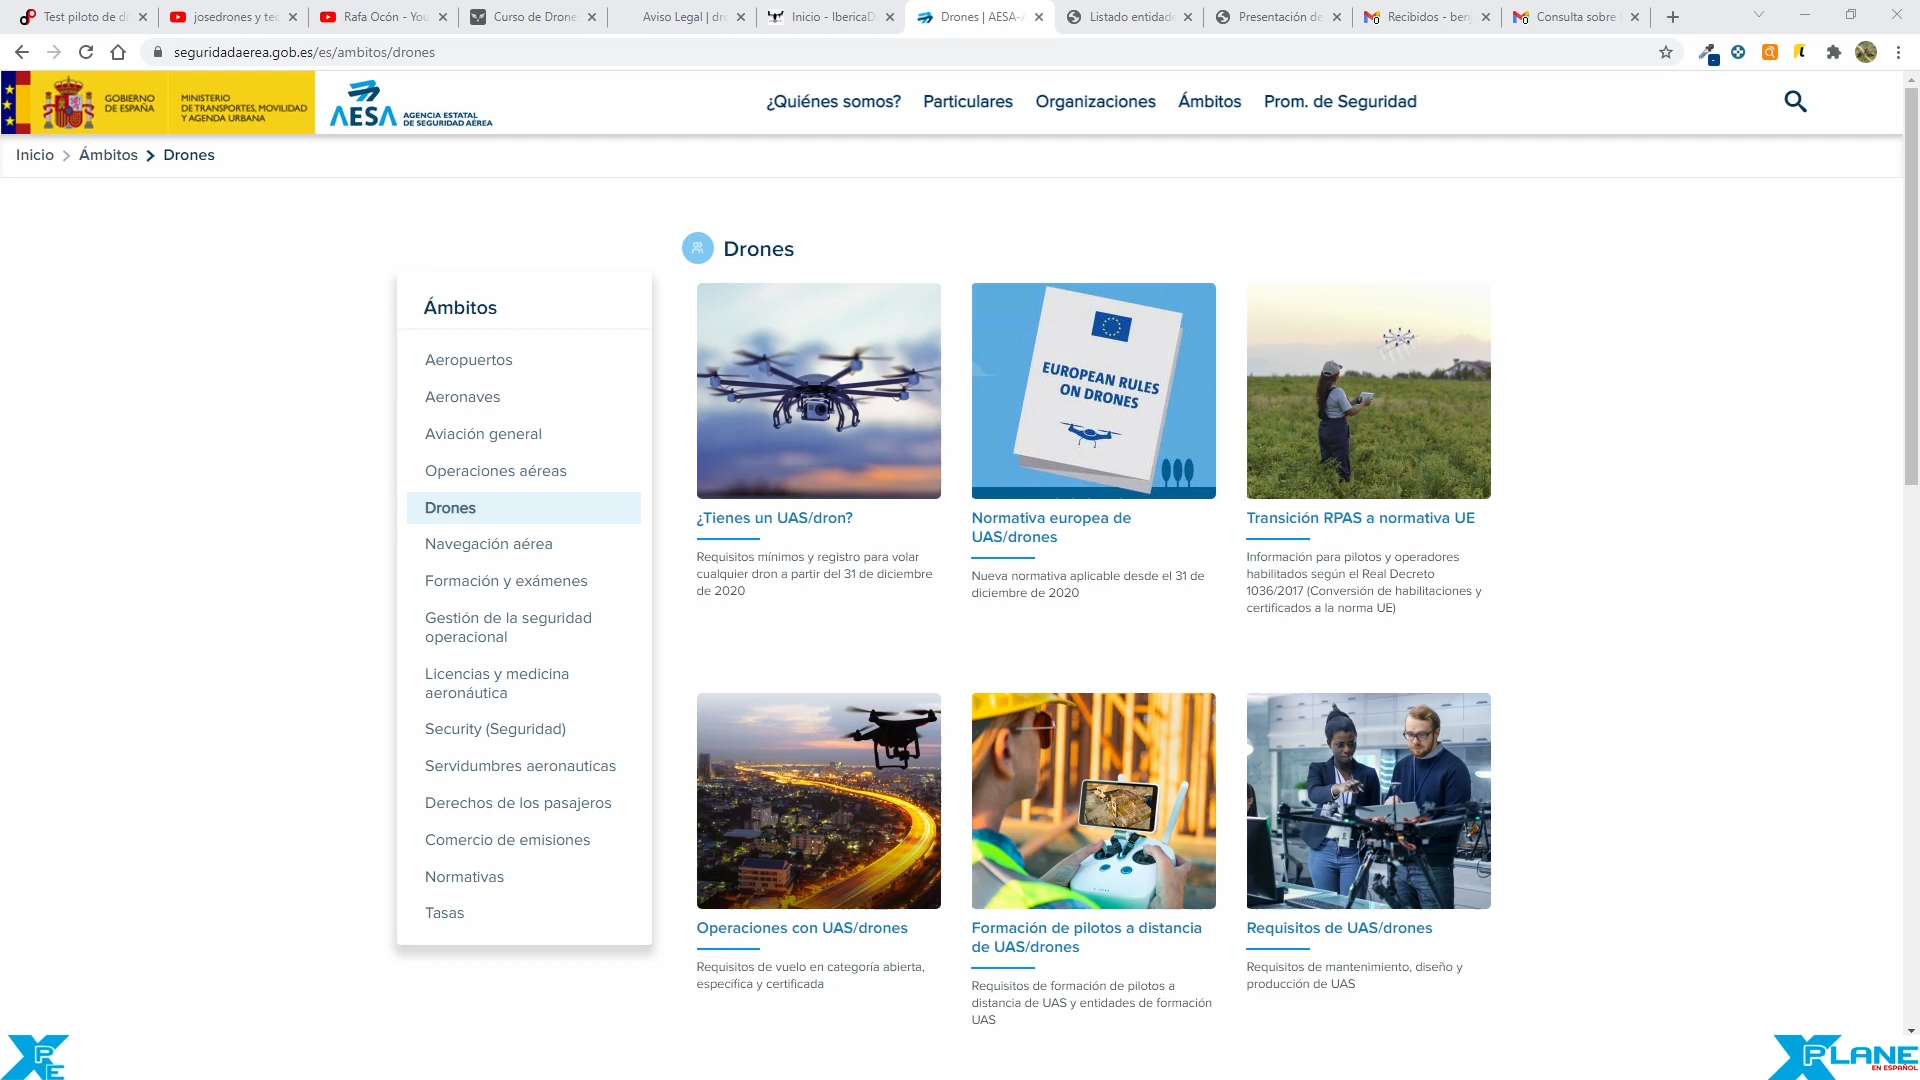 Test piloto de d
josedrones y tec
Rafa Ocón - You
Curso de Drone
Aviso Legal | dr
Inicio - IbericaD
Drones | AESA-A
Listado entidad
Presentación de
Recibidos - ben
Consulta sobre
seguridadaerea.gob.es/es/ambitos/drones
GOBIERNO
DE ESPAÑA
MINISTERIO
DE TRANSPORTES, MOVILIDAD
Y AGENDA URBANA
AESA
AGENCIA ESTATAL
DE SEGURIDAD AÉREA
¿Quiénes somos?
Particulares
Organizaciones
Ámbitos
Prom. de Seguridad
Inicio
Ámbitos
Drones
Drones
Ámbitos
Aeropuertos
Aeronaves
Aviación general
Operaciones aéreas
Drones
Navegación aérea
Formación y exámenes
Gestión de la seguridad
operacional
Licencias y medicina
aeronáutica
Security (Seguridad)
Servidumbres aeronauticas
Derechos de los pasajeros
Comercio de emisiones
Normativas
Tasas
¿Tienes un UAS/dron?
Requisitos mínimos y registro para volar
cualquier dron a partir del 31 de diciembre
de 2020
EUROPEAN RULES
ON DRONES
Normativa europea de
UAS/drones
Nueva normativa aplicable desde el 31 de
diciembre de 2020
Transición RPAS a normativa UE
Información para pilotos y operadores
habilitados según el Real Decreto
1036/2017 (Conversión de habilitaciones y
certificados a la norma UE)
Operaciones con UAS/drones
Requisitos de vuelo en categoría abierta,
específica y certificada
Formación de pilotos a distancia
de UAS/drones
Requisitos de formación de pilotos a
distancia de UAS y entidades de formación
UAS
Requisitos de UAS/drones
Requisitos de mantenimiento, diseño y
producción de UAS
XPE
XPLANE
EN ESPAÑOL